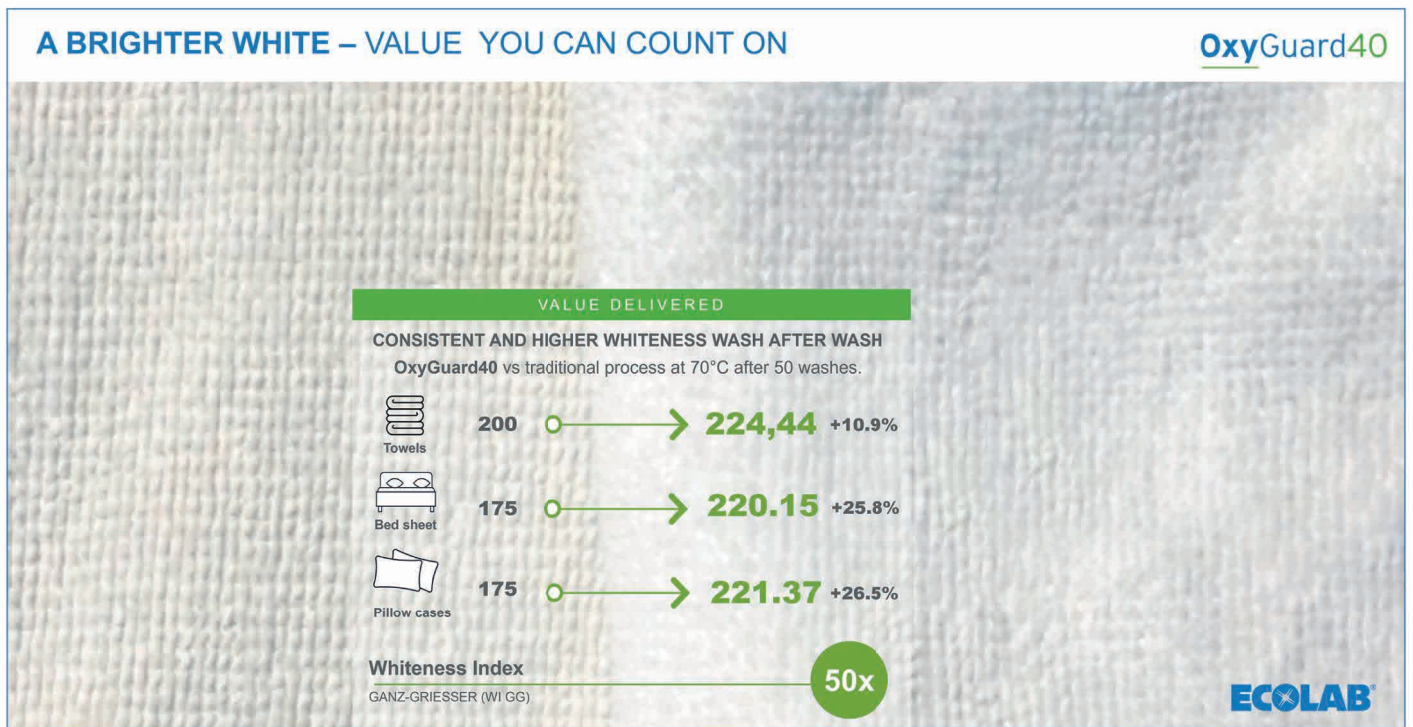 A BRIGHTER WHITE – VALUE YOU CAN COUNT ON
OxyGuard40
VALUE DELIVERED
CONSISTENT AND HIGHER WHITENESS WASH AFTER WASH
OxyGuard40 vs traditional process at 70°C after 50 washes.
200 224,44 +10.9%
Towels
175 220.15 +25.8%
Bed sheet
175 221.37 +26.5%
Pillow cases
Whiteness Index
50x
GANZ-GRIESSER (WI GG)
ECOLAB®